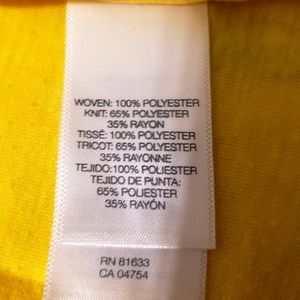 WOVEN: 100% POLYESTER
KNIT: 65% POLYESTER
35% RAYON
TISSÉ: 100% POLYESTER
TRICOT: 65% POLYESTER
35% RAYONNE
TEJIDO:100% POLIESTER
TEJIDO DE PUNTA:
65% POLIESTER
35% RAYÓN
RN 81633
CA 04754